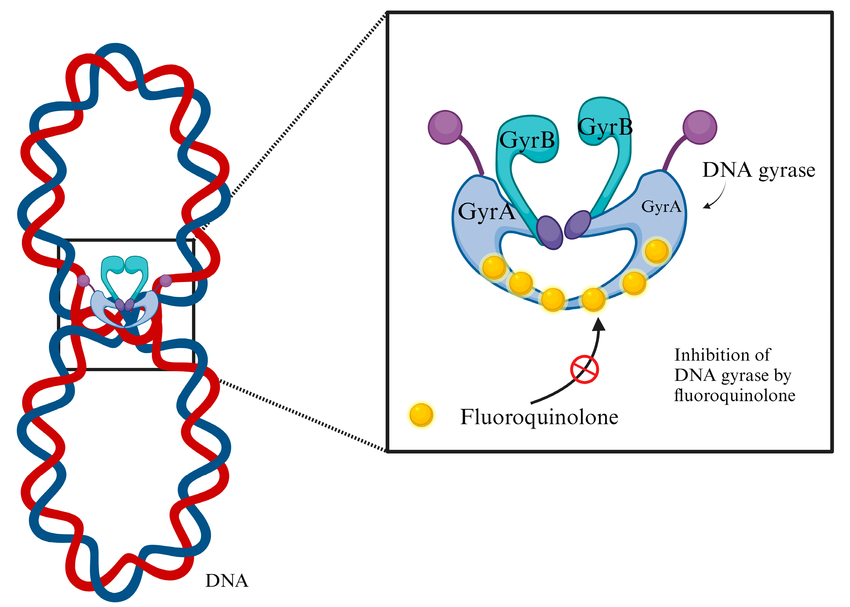 GyrB
GyrB
DNA gyrase
GyrA
GyrA
Inhibition of
DNA gyrase by
fluoroquinolone
Fluoroquinolone
DNA